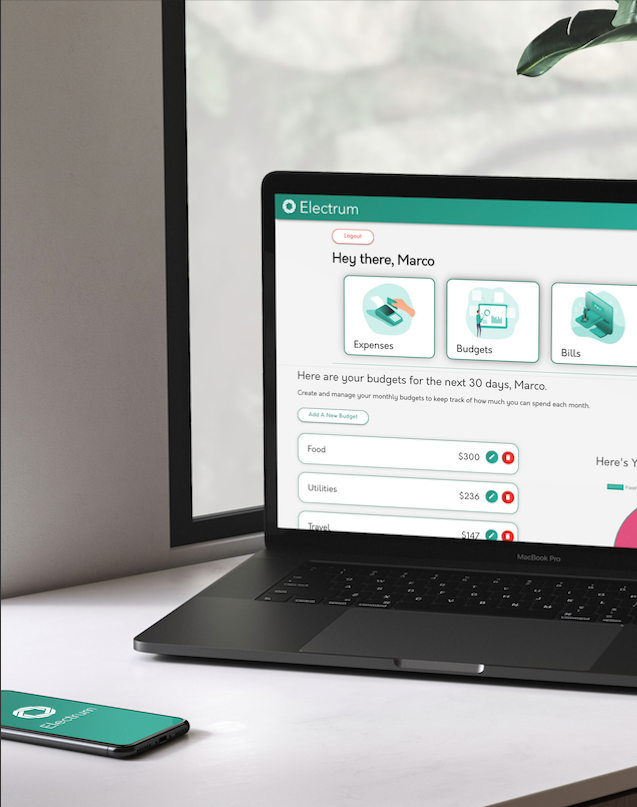 Electrum
Logout
Hey there, Marco
Expenses
Budgets
Bills
Here are your budgets for the next 30 days, Marco.
Create and manage your monthly budgets to keep track of how much you can spend each month.
Add A New Budget
Food
$300
Here's Y
Utilities
$236
Travel
$147
MacBook Pro
Electrum